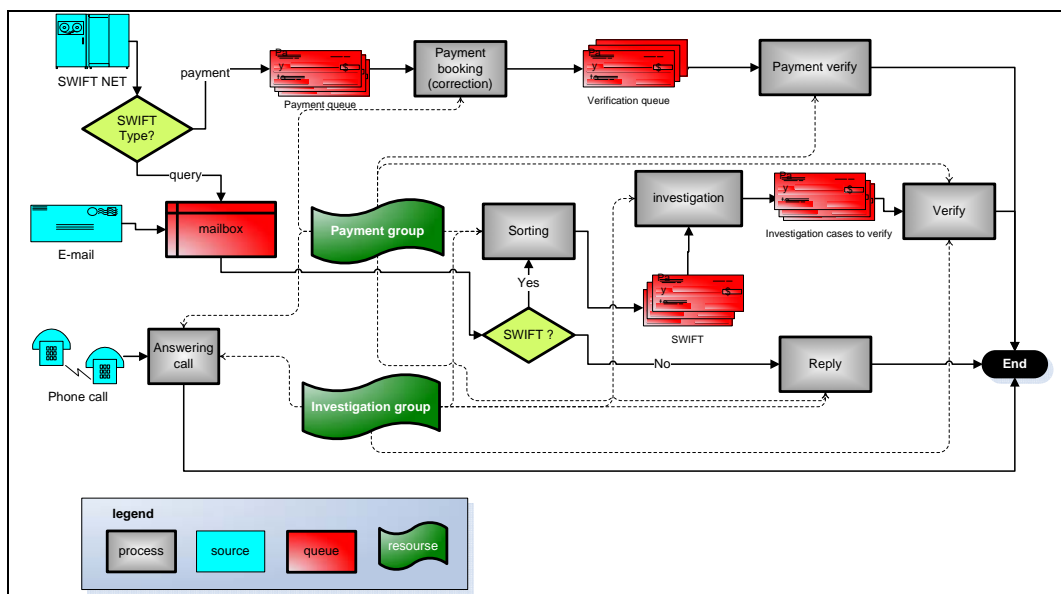 SWIFT NET
payment
Payment queue
Payment
booking
(correction)
Verification queue
Payment verify
SWIFT
Type?
query
mailbox
E-mail
Payment group
Sorting
investigation
Investigation cases to verify
Verify
Yes
SWIFT ?
SWIFT
No
Reply
End
Answering
call
Phone call
Investigation group
legend
process
source
queue
resourse